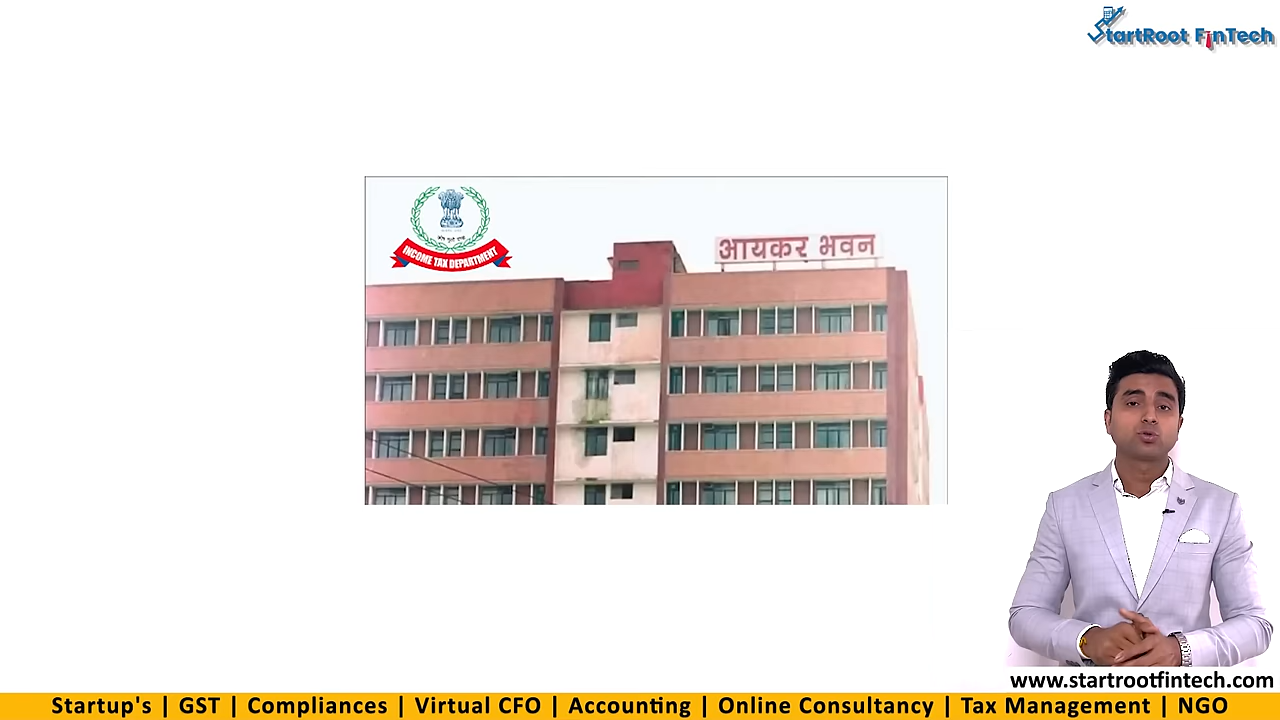 StartRoot FinTech
INCOME TAX DEPARTMENT
आयकर भवन
www.startrootfintech.com
Startup's | GST | Compliances | Virtual CFO | Accounting | Online Consultancy | Tax Management | NGO